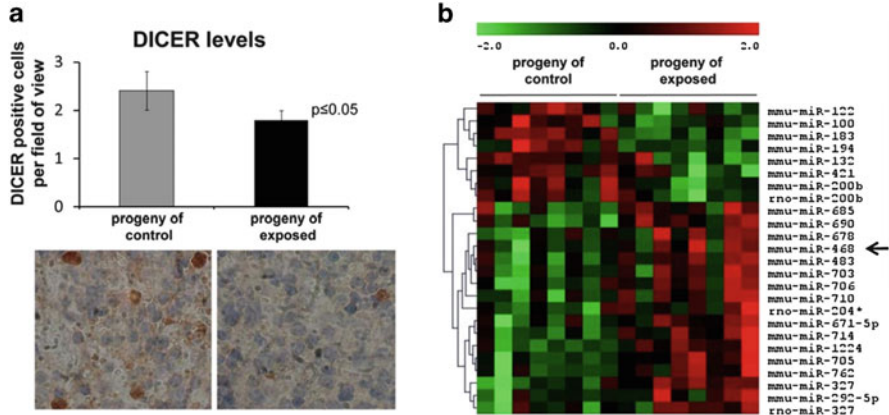 a
DICER levels
DICER positive cells
per field of view
3
2
1
0
p≤0.05
progeny of
control
progeny of
exposed
b
-2.0
0.0
2.0
progeny of
control
progeny of
exposed
mmu-miR-122
mmu-miR-100
mmu-miR-183
mmu-miR-194
mmu-miR-132
mmu-miR-421
mmu-miR-200b
rno-miR-200b
mmu-miR-685
mmu-miR-690
mmu-miR-678
mmu-miR-468
mmu-miR-483
mmu-miR-703
mmu-miR-706
mmu-miR-710
rno-miR-204*
mmu-miR-671-5p
mmu-miR-714
mmu-miR-1224
mmu-miR-705
mmu-miR-762
mmu-miR-327
mmu-miR-292-5p
rno-miR-327